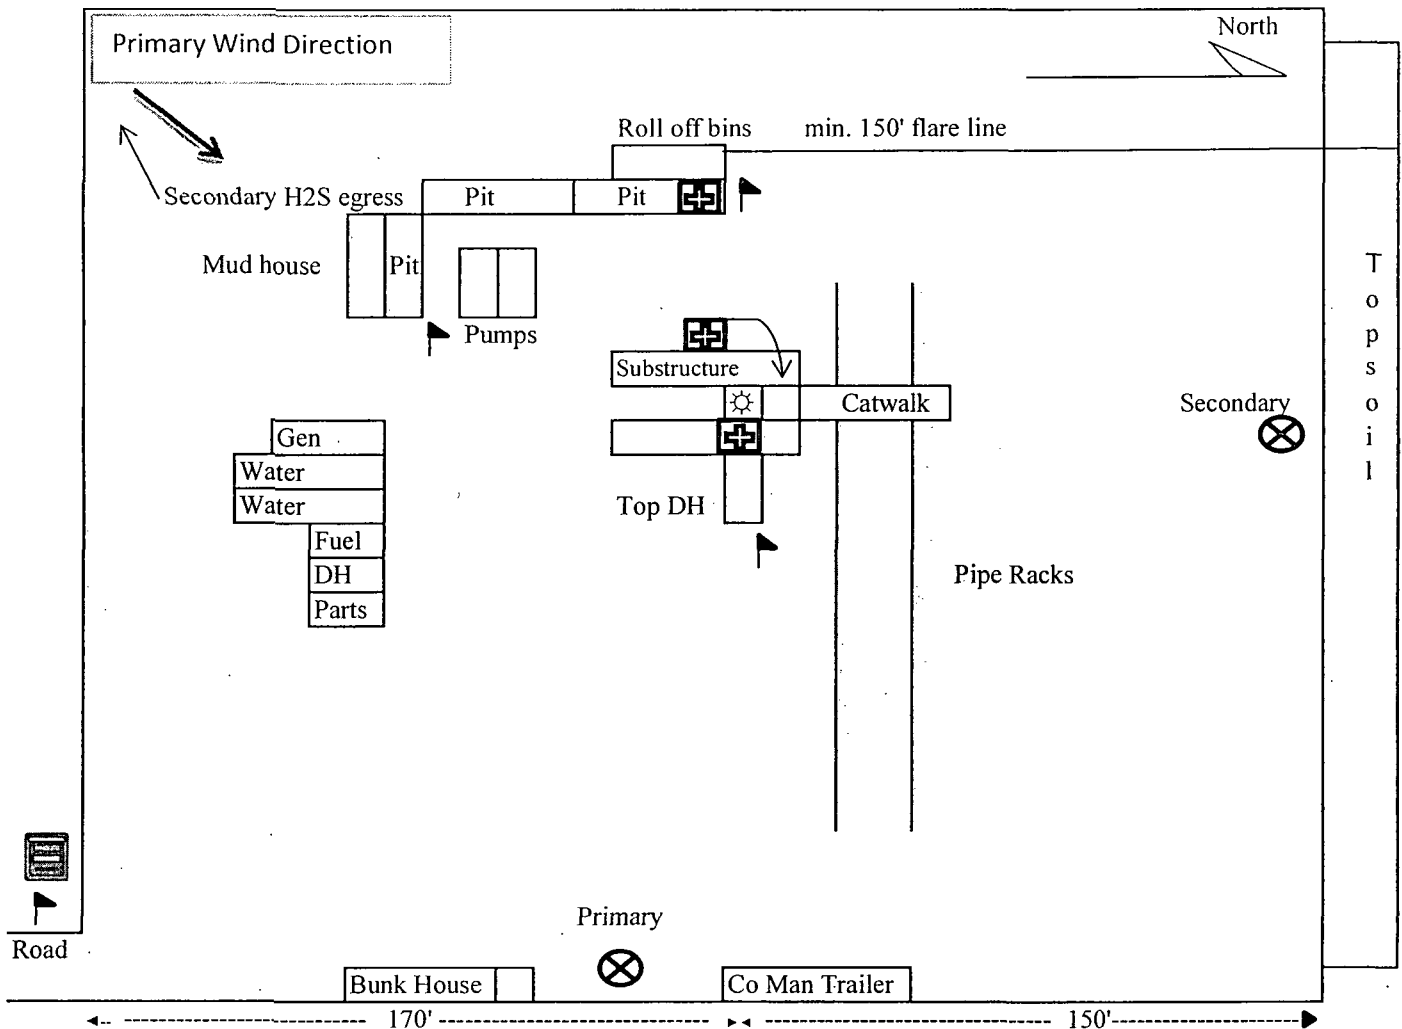 Primary Wind Direction
North
Roll off bins
min. 150' flare line
Secondary H2S egress
Pit
Pit
Mud house
Pit
Pumps
Substructure
Catwalk
Secondary
Topsoil
Gen
Water
Water
Top DH
Fuel
DH
Parts
Pipe Racks
Primary
Road
Bunk House
Co Man Trailer
170'
150'